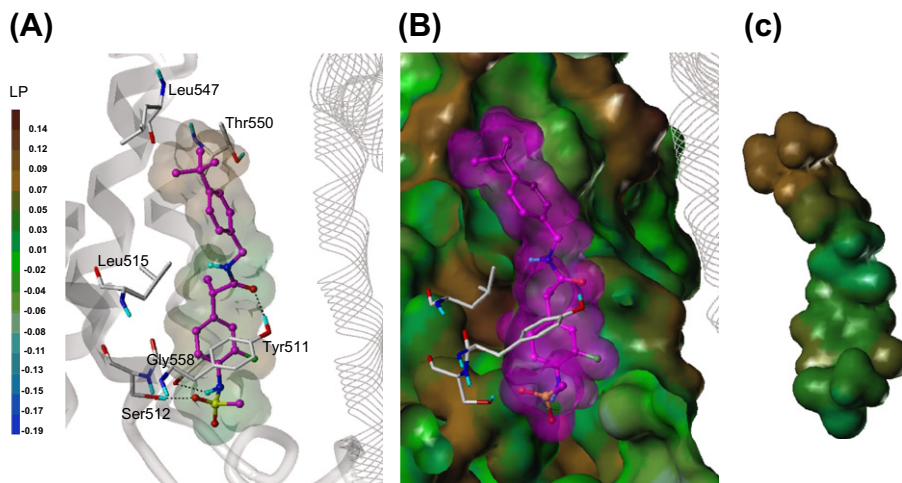 (A)
(B)
(c)
LP
0.14
0.12
0.09
0.07
0.05
0.03
0.01
-0.02
-0.04
-0.06
-0.08
-0.11
-0.13
-0.15
-0.17
-0.19
Leu547
Thr550
Leu515
Tyr511
Gly558
Ser512